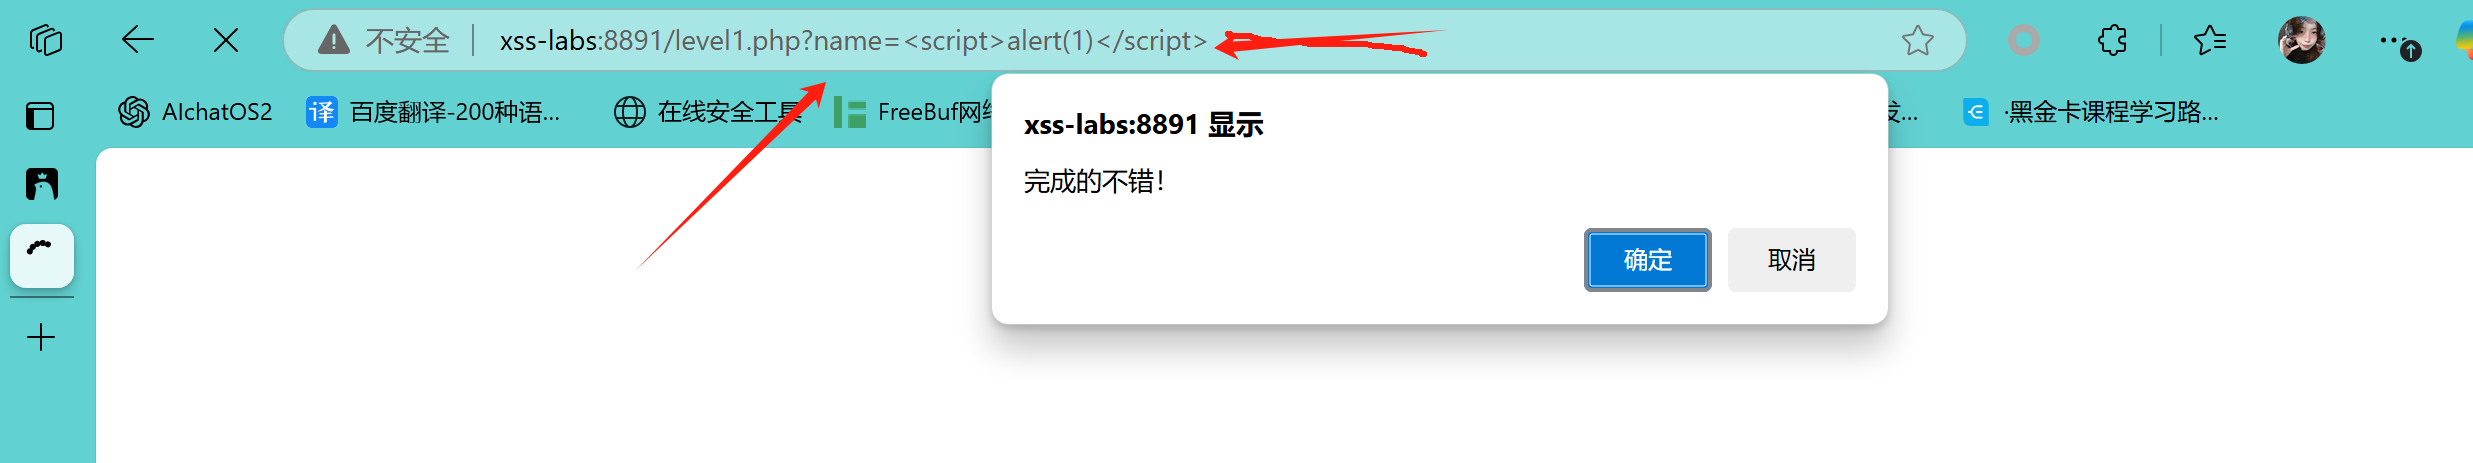 不安全 xss-labs:8891/level1.php?name=<script>alert(1)</script>
AIchatOS2 译 百度翻译-200种语... 在线安全工具 FreeBuf网 ...·黑金卡课程学习路...
xss-labs:8891 显示
完成的不错！
确定 取消